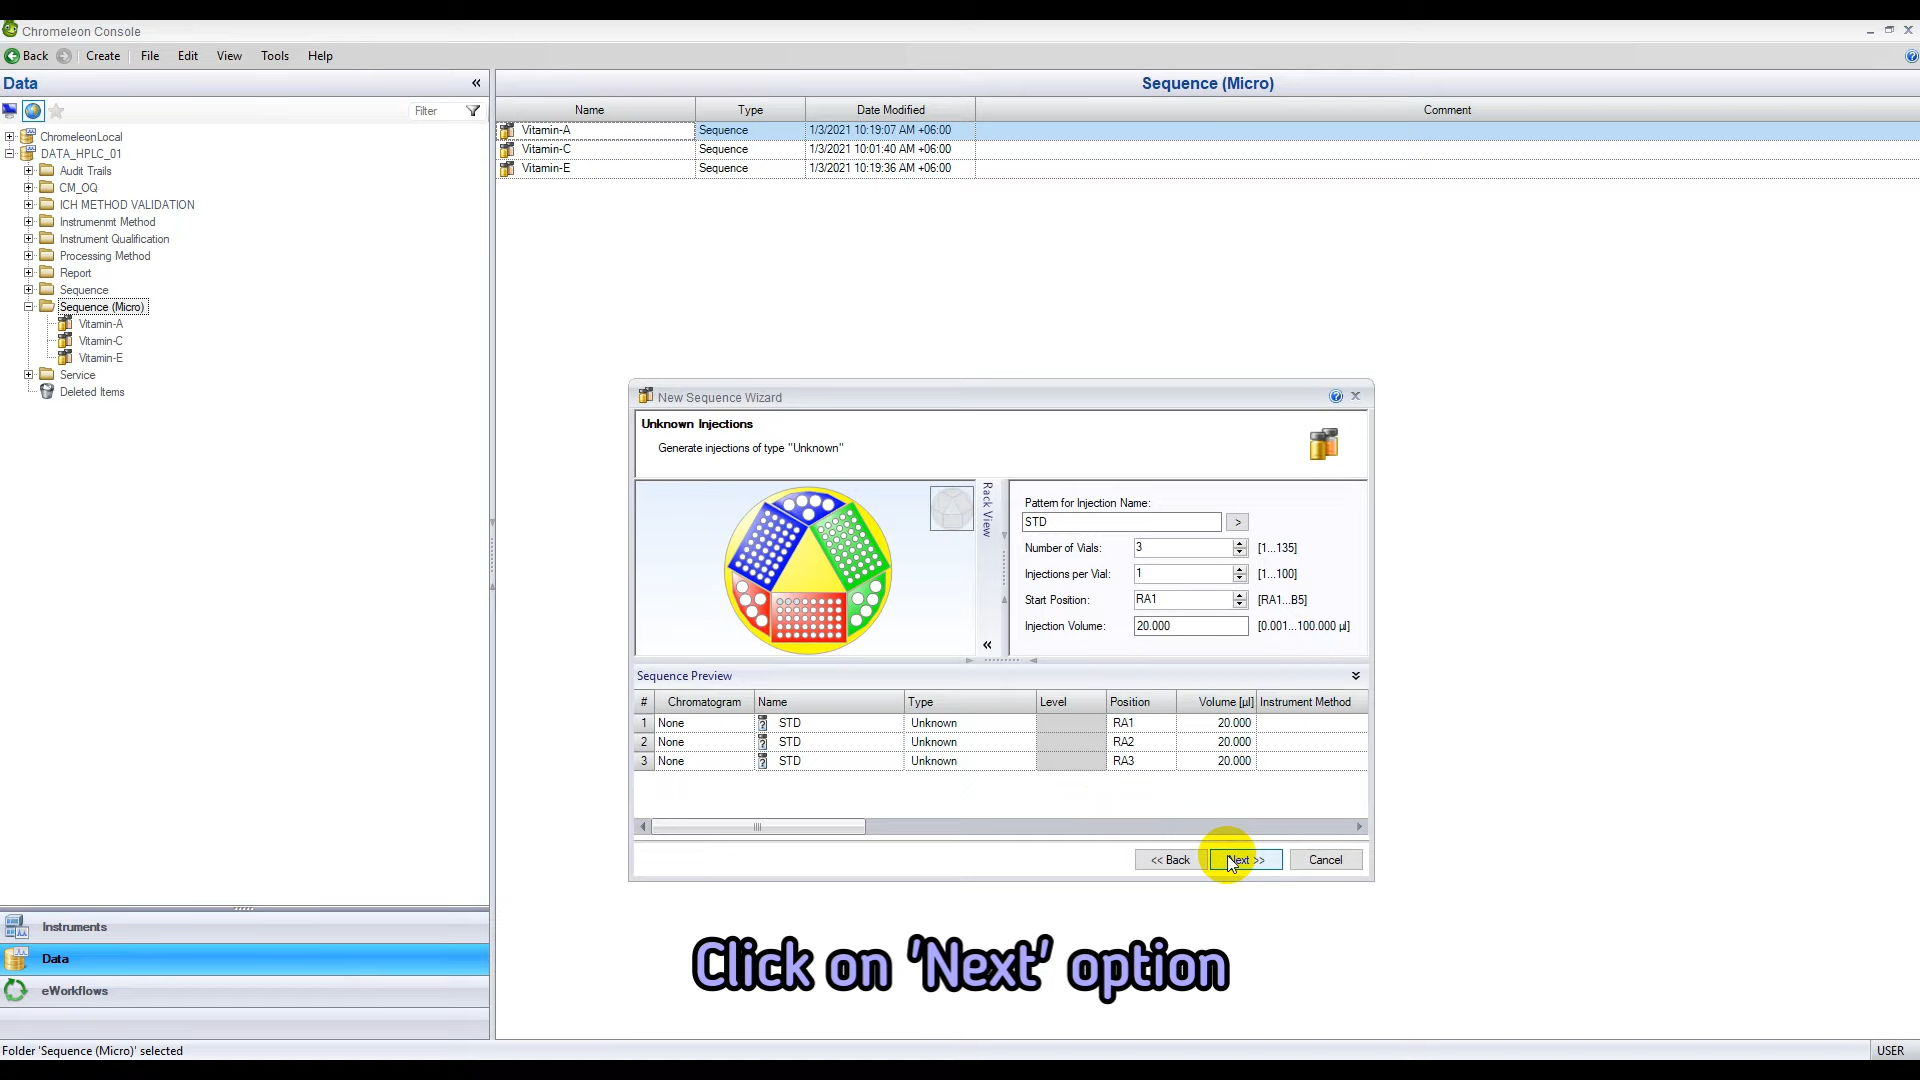 Chromeleon Console
Back Create File Edit View Tools Help
Data
Filter
ChromeleonLocal
DATA_HPLC_01
Audit Trails
CM_OQ
ICH METHOD VALIDATION
Instrumenmt Method
Instrument Qualification
Processing Method
Report
Sequence
Sequence (Micro)
Vitamin-A
Vitamin-C
Vitamin-E
Service
Deleted Items
Instruments
Data
eWorkflows
Sequence (Micro)
Name Type Date Modified Comment
Vitamin-A Sequence 1/3/2021 10:19:07 AM +06:00
Vitamin-C Sequence 1/3/2021 10:01:40 AM +06:00
Vitamin-E Sequence 1/3/2021 10:19:36 AM +06:00
New Sequence Wizard
Unknown Injections
Generate injections of type "Unknown"
Rack View
Pattern for Injection Name:
STD >
Number of Vials: 3 [1...135]
Injections per Vial: 1 [1...100]
Start Position: RA1 [RA1...B5]
Injection Volume: 20.000 [0.001...100.000 µl]
Sequence Preview
# Chromatogram Name Type Level Position Volume [µl] Instrument Method
1 None STD Unknown RA1 20.000
2 None STD Unknown RA2 20.000
3 None STD Unknown RA3 20.000
<< Back Next >> Cancel
Click on 'Next' option
Folder 'Sequence (Micro)' selected
USER